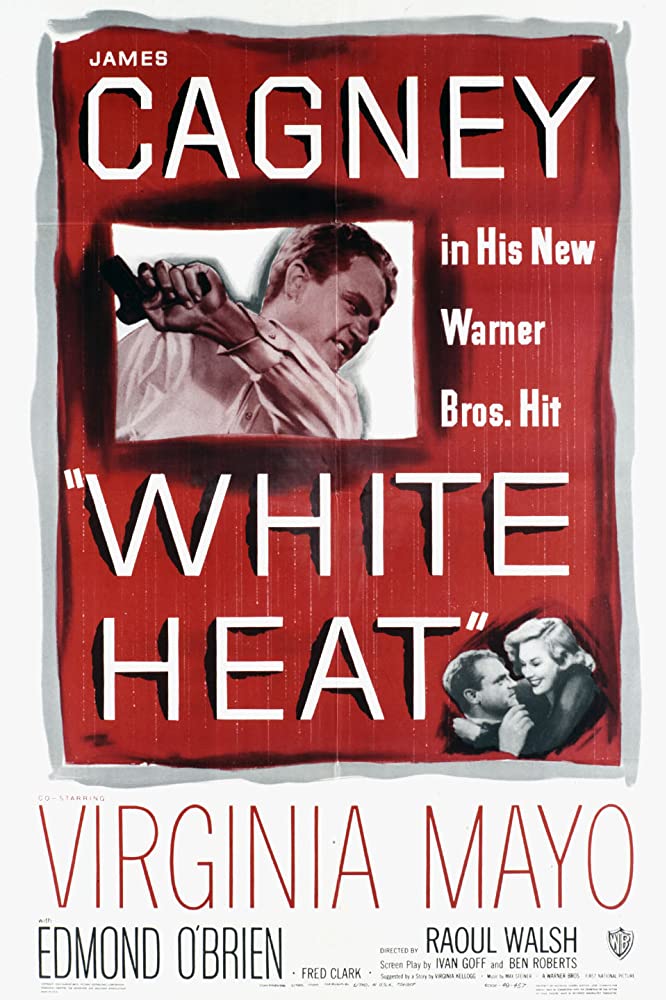 JAMES
CAGNEY
in His New
Warner
Bros. Hit
"WHITE
HEAT"
CO-STARRING
VIRGINIA MAYO
with
EDMOND O'BRIEN · FRED CLARK ·
DIRECTED BY RAOUL WALSH
Screen Play by IVAN GOFF and BEN ROBERTS
Suggested by a Story by VIRGINIA KELLOGG · Music by MAX STEINER · A WARNER BROS. FIRST NATIONAL PICTURE
WB